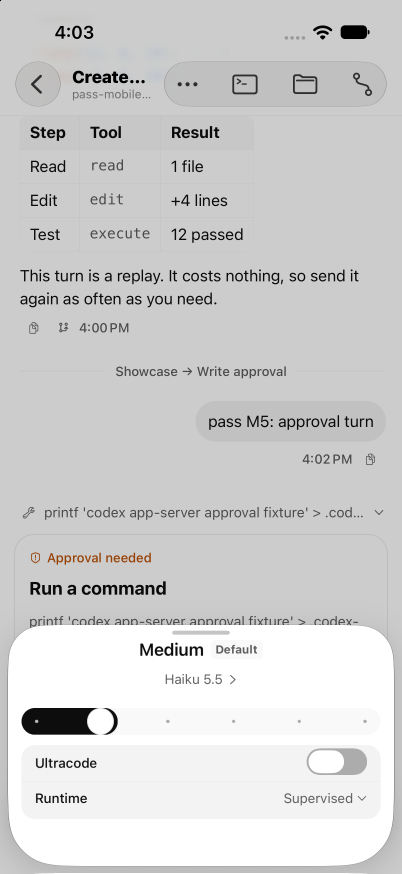 4:03
Create...
pass-mobile...
Step Tool Result
Read read 1 file
Edit edit +4 lines
Test execute 12 passed
This turn is a replay. It costs nothing, so send it
again as often as you need.
4:00 PM
Showcase → Write approval
pass M5: approval turn
4:02 PM
printf 'codex app-server approval fixture' > .cod...
Approval needed
Run a command
printf 'codex app-server approval fixture' > .codex-
Medium Default
Haiku 5.5 >
Ultracode
Runtime Supervised